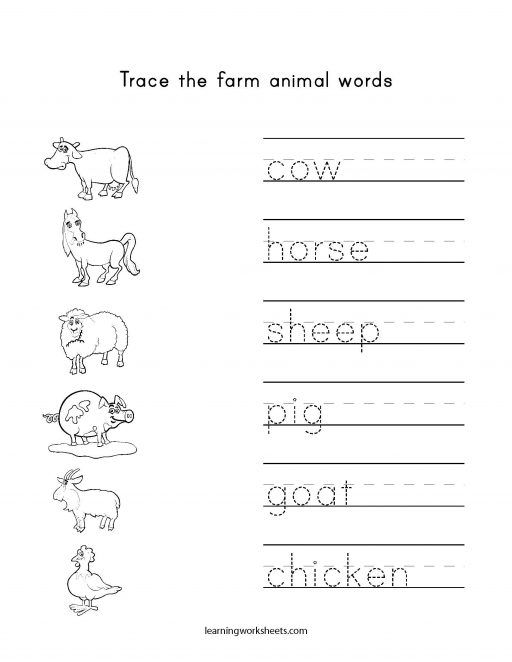 Trace the farm animal words
cow
horse
sheep
pig
goat
chicken
learningworksheets.com